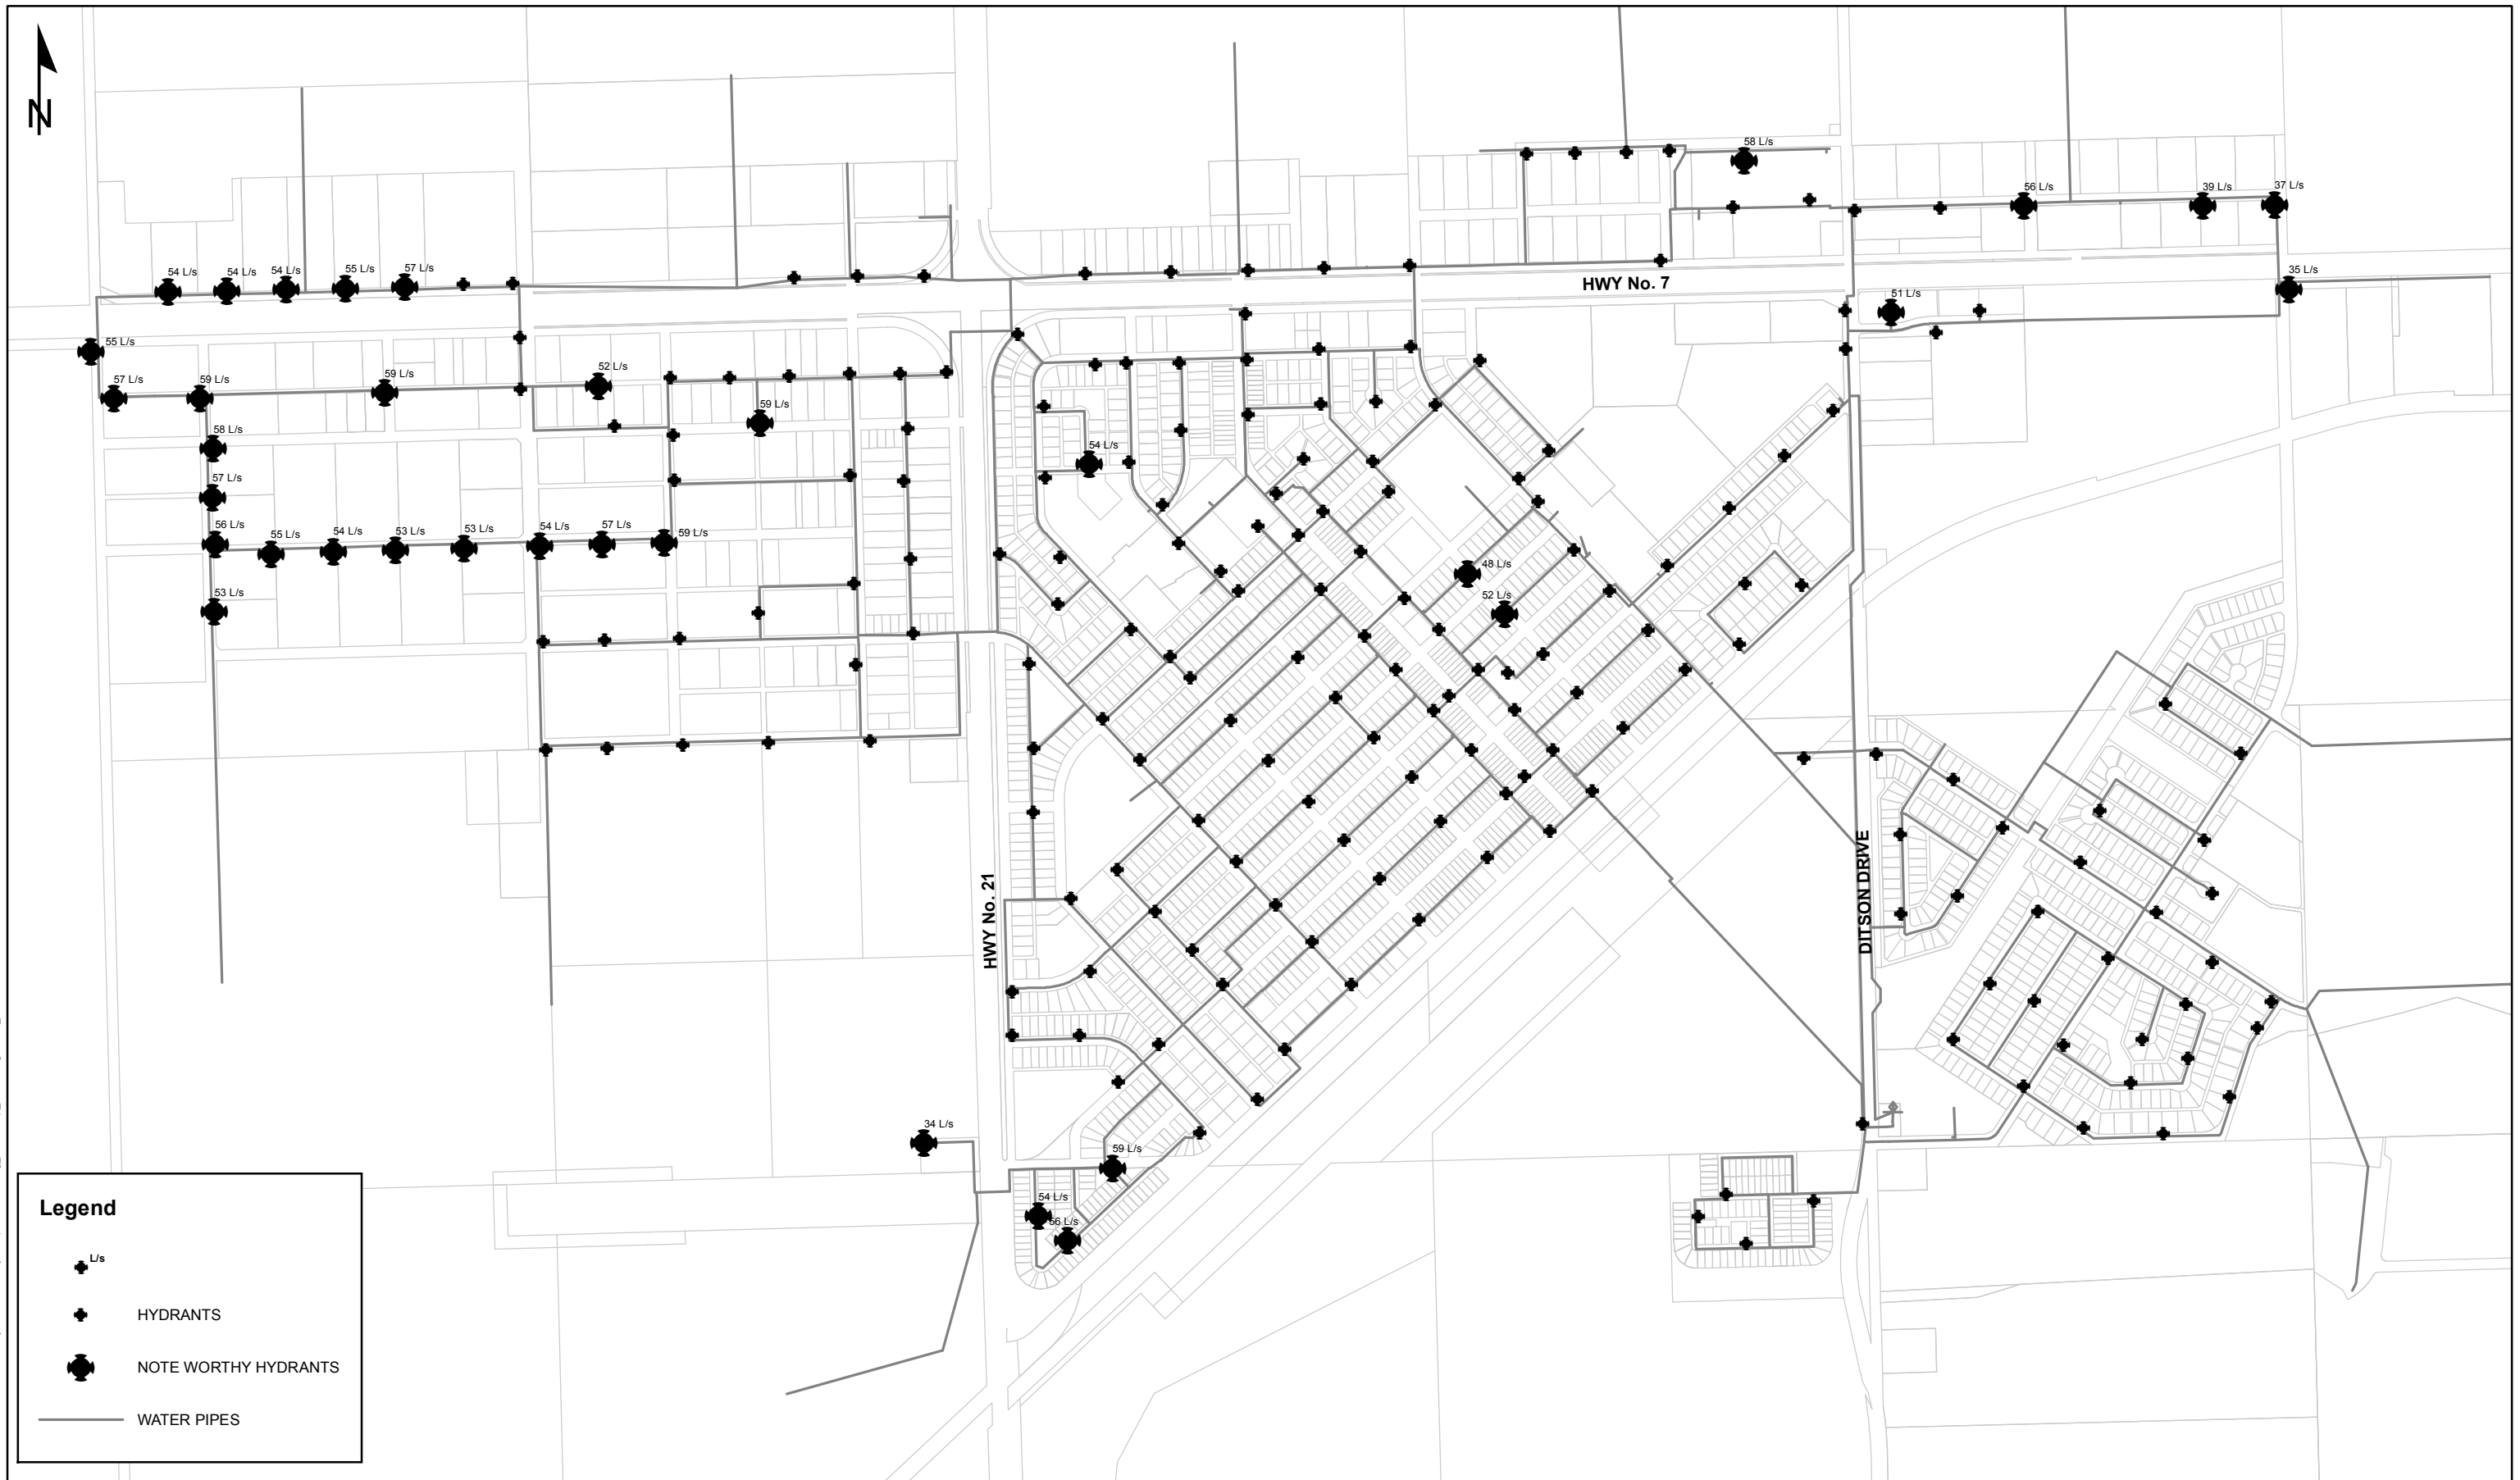 N
58 L/s
56 L/s
39 L/s
37 L/s
54 L/s
54 L/s
54 L/s
55 L/s
57 L/s
HWY No. 7
35 L/s
51 L/s
55 L/s
57 L/s
59 L/s
59 L/s
52 L/s
59 L/s
58 L/s
54 L/s
57 L/s
56 L/s
55 L/s
54 L/s
53 L/s
53 L/s
54 L/s
57 L/s
59 L/s
48 L/s
52 L/s
53 L/s
HWY No. 21
DITSON DRIVE
34 L/s
59 L/s
54 L/s
56 L/s
Legend
L/s
HYDRANTS
NOTE WORTHY HYDRANTS
WATER PIPES